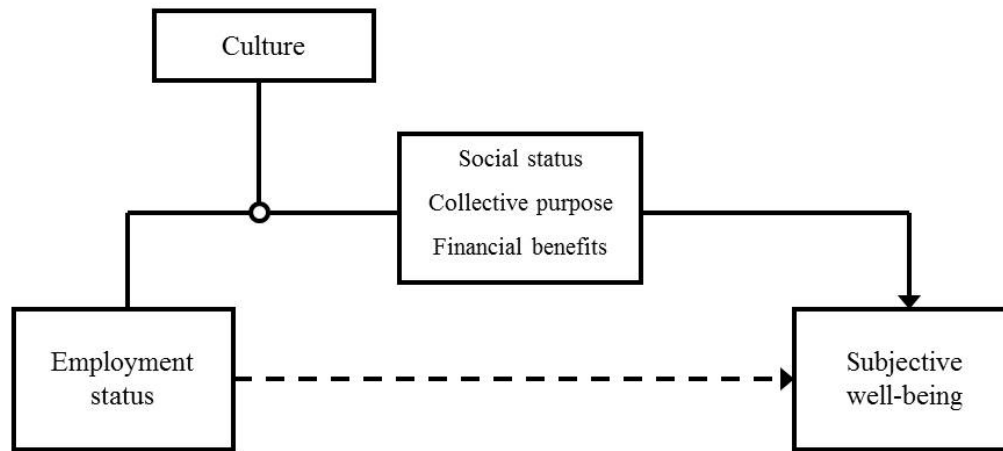 Culture
Social status
Collective purpose
Financial benefits
Employment
status
Subjective
well-being